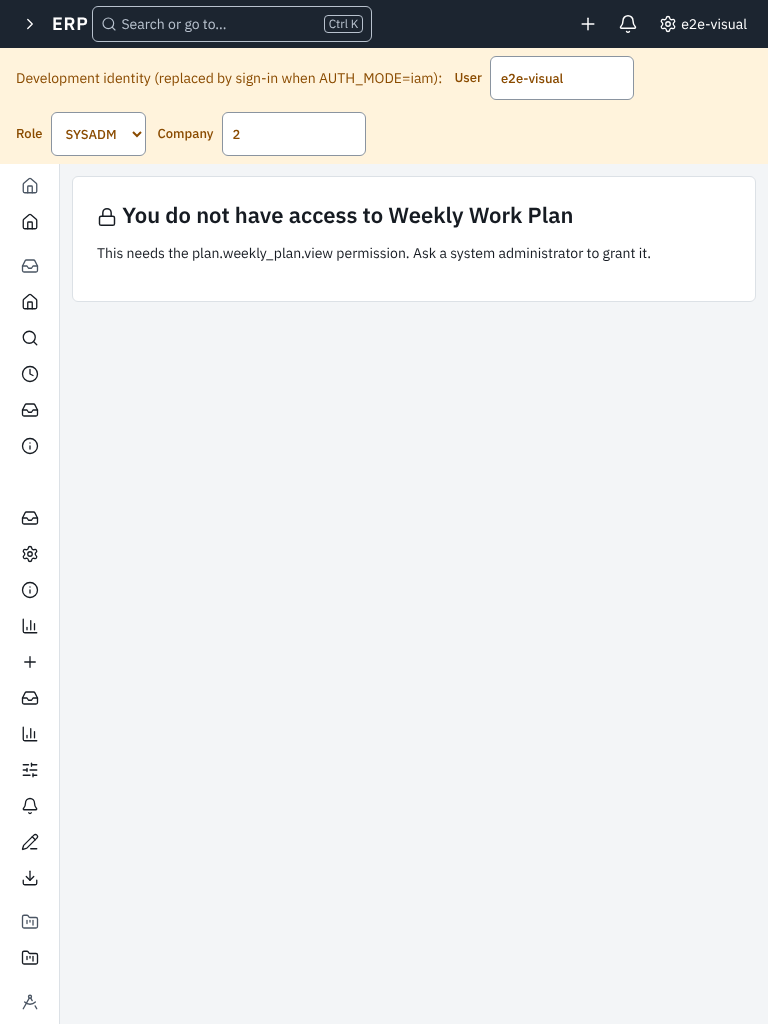 ERP Search or go to... Ctrl K e2e-visual
Development identity (replaced by sign-in when AUTH_MODE=iam): User e2e-visual
Role SYSADM Company 2
You do not have access to Weekly Work Plan
This needs the plan.weekly_plan.view permission. Ask a system administrator to grant it.